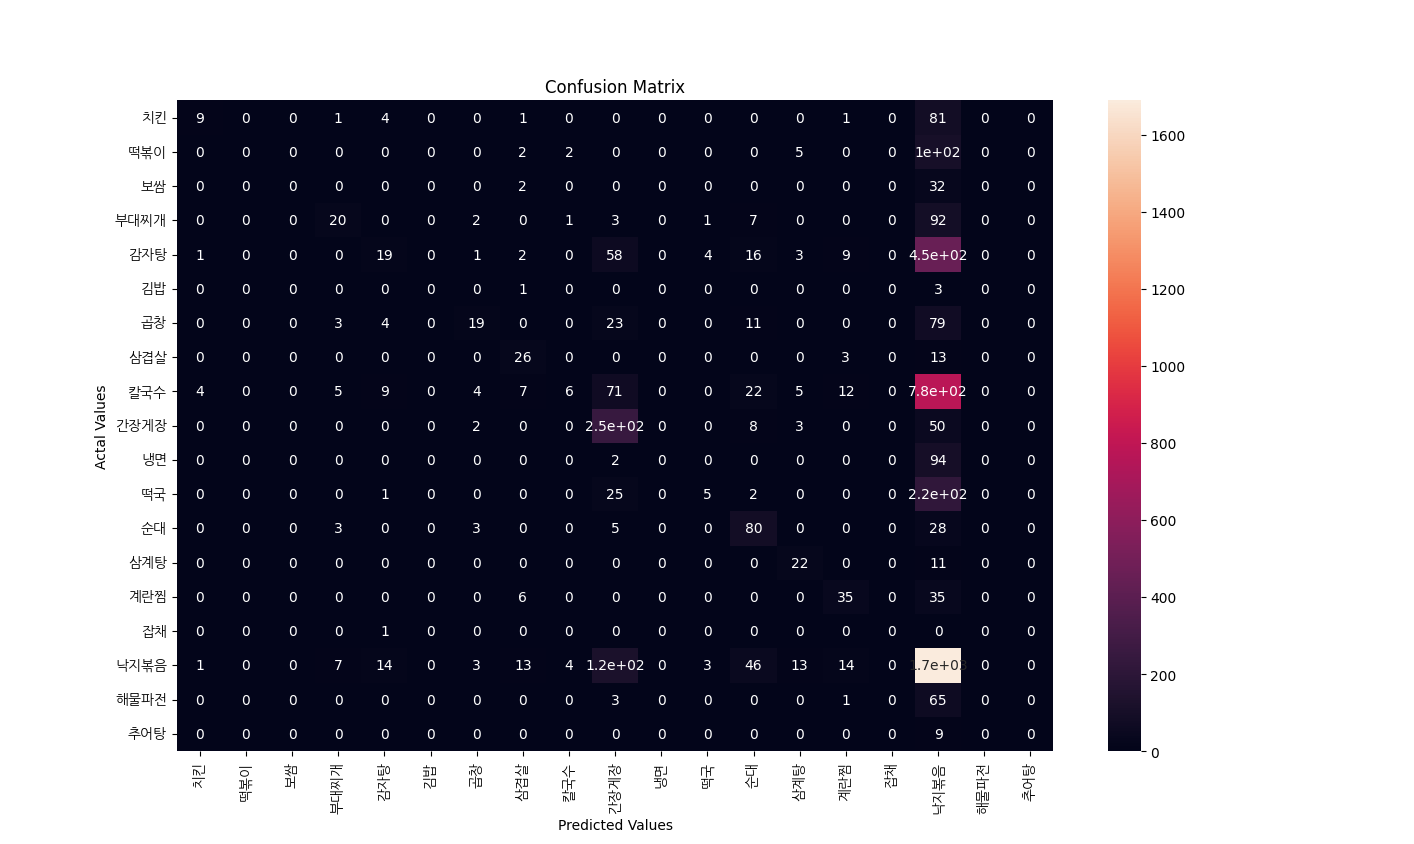 Confusion Matrix
치킨 9 0 0 1 4 0 0 1 0 0 0 0 0 0 1 0 81 0 0
떡볶이 0 0 0 0 0 0 0 2 2 0 0 0 0 5 0 0 1e+02 0 0
보쌈 0 0 0 0 0 0 0 2 0 0 0 0 0 0 0 0 32 0 0
부대찌개 0 0 0 20 0 0 2 0 1 3 0 1 7 0 0 0 92 0 0
감자탕 1 0 0 0 19 0 1 2 0 58 0 4 16 3 9 0 4.5e+02 0 0
김밥 0 0 0 0 0 0 0 1 0 0 0 0 0 0 0 0 3 0 0
곱창 0 0 0 3 4 0 19 0 0 23 0 0 11 0 0 0 79 0 0
삼겹살 0 0 0 0 0 0 0 26 0 0 0 0 0 0 3 0 13 0 0
칼국수 4 0 0 5 9 0 4 7 6 71 0 0 22 5 12 0 7.8e+02 0 0
간장게장 0 0 0 0 0 0 2 0 0 2.5e+02 0 0 8 3 0 0 50 0 0
냉면 0 0 0 0 0 0 0 0 0 2 0 0 0 0 0 0 94 0 0
떡국 0 0 0 0 1 0 0 0 0 25 0 5 2 0 0 0 2.2e+02 0 0
순대 0 0 0 3 0 0 3 0 0 5 0 0 80 0 0 0 28 0 0
삼계탕 0 0 0 0 0 0 0 0 0 0 0 0 0 22 0 0 11 0 0
계란찜 0 0 0 0 0 0 0 6 0 0 0 0 0 0 35 0 35 0 0
잡채 0 0 0 0 1 0 0 0 0 0 0 0 0 0 0 0 0 0 0
낙지볶음 1 0 0 7 14 0 3 13 4 1.2e+02 0 3 46 13 14 0 1.7e+03 0 0
해물파전 0 0 0 0 0 0 0 0 0 3 0 0 0 0 1 0 65 0 0
추어탕 0 0 0 0 0 0 0 0 0 0 0 0 0 0 0 0 9 0 0
Actal Values
치킨 떡볶이 보쌈 부대찌개 감자탕 김밥 곱창 삼겹살 칼국수 간장게장 냉면 떡국 순대 삼계탕 계란찜 잡채 낙지볶음 해물파전 추어탕
Predicted Values
1600
1400
1200
1000
800
600
400
200
0